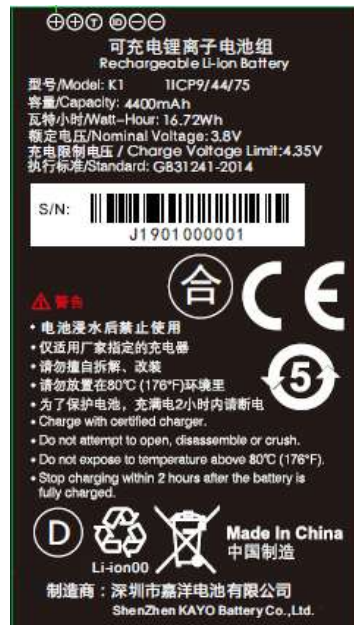 ⊕⊕Ⓣ ID⊖⊖
可充电锂离子电池组
Rechargeable Li-ion Battery
型号/Model: K1 1ICP9/44/75
容量/Capacity: 4400mAh
瓦特小时/Watt-Hour: 16.72Wh
额定电压/Nominal Voltage: 3.8V
充电限制电压 / Charge Voltage Limit:4.35V
执行标准/Standard: GB31241-2014
S/N:
J1901000001
合 CE
警告
• 电池浸水后禁止使用
• 仅适用厂家指定的充电器
• 请勿擅自拆解、改装
• 请勿放置在80℃ (176°F)环境里
• 为了保护电池，充满电2小时内请断电
5
• Charge with certified charger.
• Do not attempt to open, disassemble or crush.
• Do not expose to temperature above 80℃ (176°F).
• Stop charging within 2 hours after the battery is
fully charged.
D
Li-ion00
Made In China
中国制造
制造商：深圳市嘉洋电池有限公司
ShenZhen KAYO Battery Co.,Ltd.